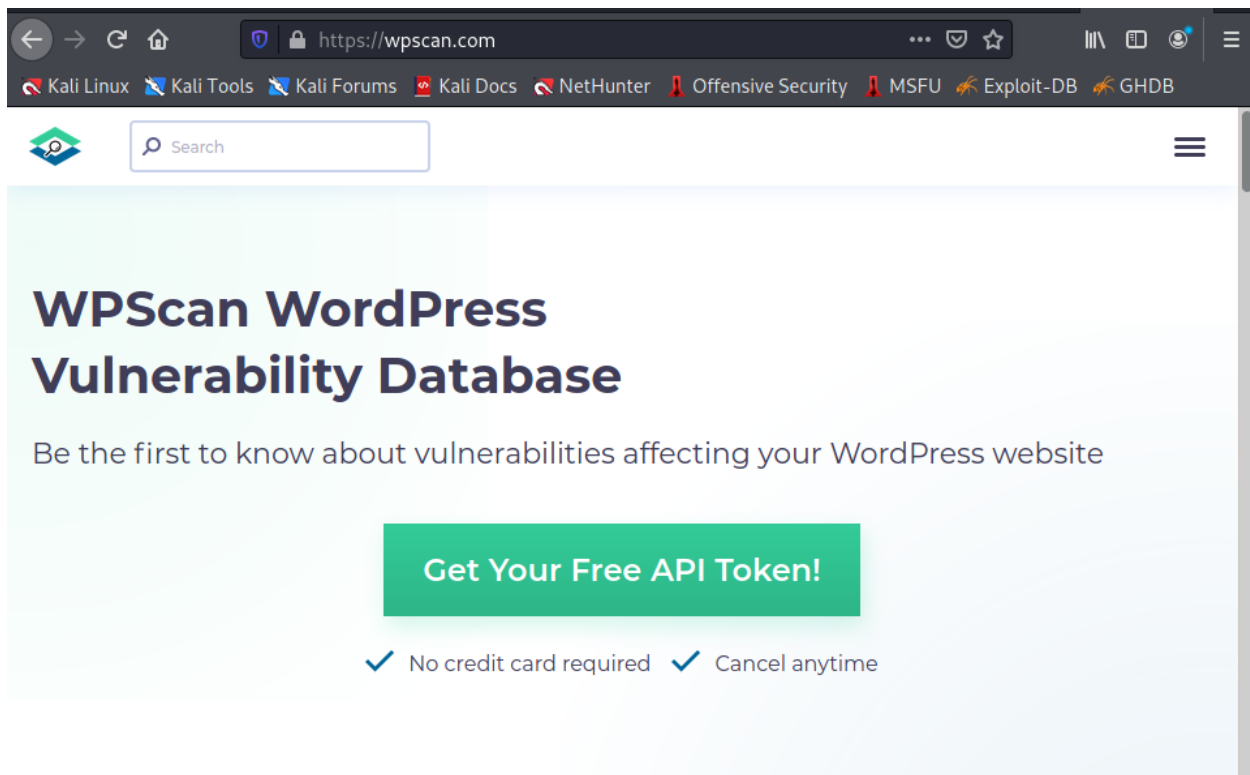 https://wpscan.com
Kali Linux Kali Tools Kali Forums Kali Docs NetHunter Offensive Security MSFU Exploit-DB GHDB
Search
WPScan WordPress
Vulnerability Database
Be the first to know about vulnerabilities affecting your WordPress website
Get Your Free API Token!
No credit card required Cancel anytime